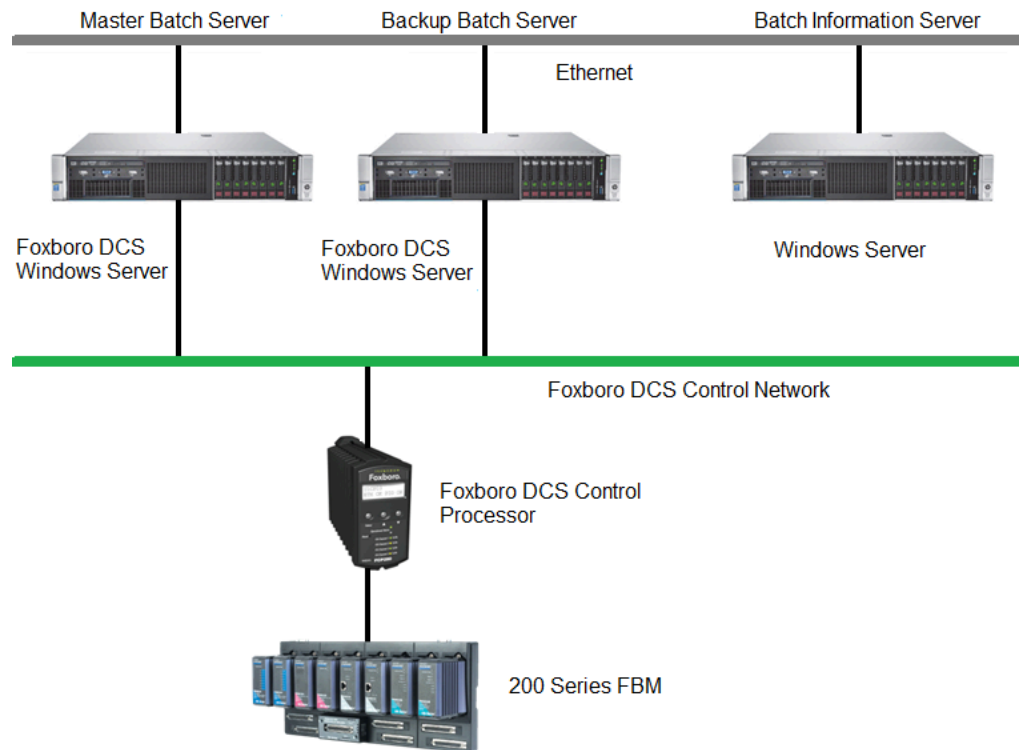 Master Batch Server
Backup Batch Server
Batch Information Server
Ethernet
Foxboro DCS
Windows Server
Foxboro DCS
Windows Server
Windows Server
Foxboro DCS Control Network
Foxboro.
Foxboro DCS Control
Processor
200 Series FBM